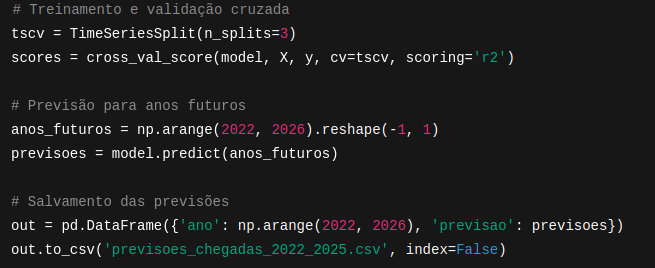 # Treinamento e validação cruzada
tscv = TimeSeriesSplit(n_splits=3)
scores = cross_val_score(model, X, y, cv=tscv, scoring='r2')
# Previsão para anos futuros
anos_futuros = np.arange(2022, 2026).reshape(-1, 1)
previsoes = model.predict(anos_futuros)
# Salvamento das previsões
out = pd.DataFrame({'ano': np.arange(2022, 2026), 'previsao': previsoes})
out.to_csv('previsoes_chegadas_2022_2025.csv', index=False)